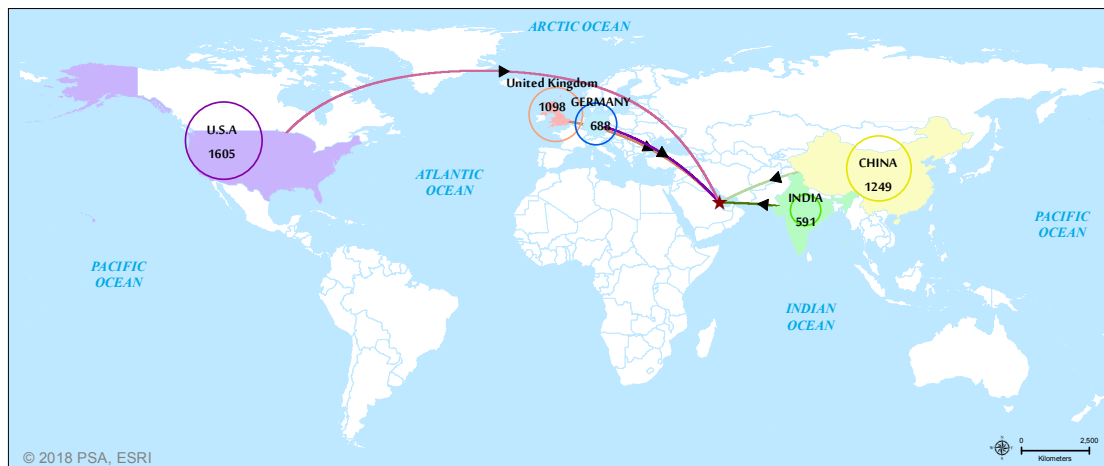 ARCTIC OCEAN
United Kingdom
1098
GERMANY
688
U.S.A
1605
CHINA
1249
ATLANTIC
OCEAN
INDIA
591
PACIFIC
OCEAN
PACIFIC
OCEAN
INDIAN
OCEAN
0 2,500
Kilometers
© 2018 PSA, ESRI